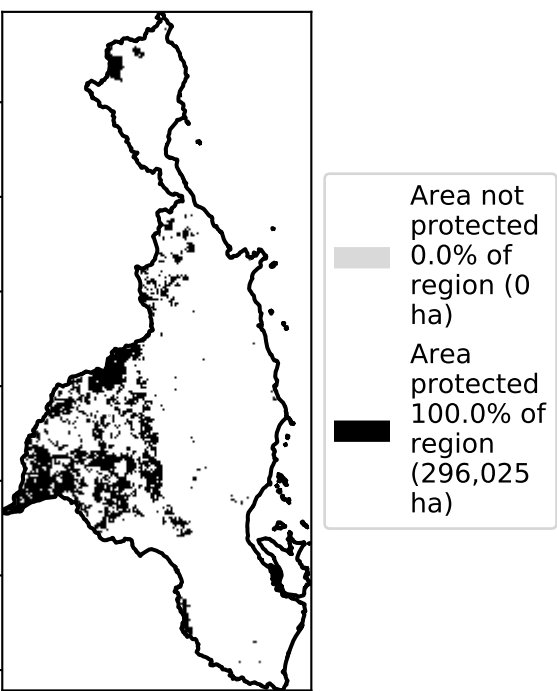 Area not
protected
0.0% of
region (0
ha)
Area
protected
100.0% of
region
(296,025
ha)